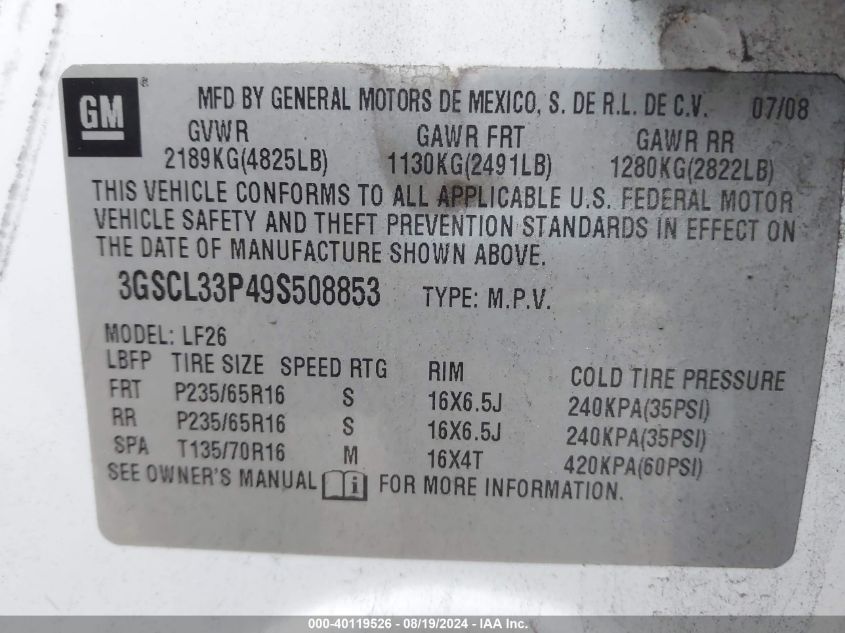 GM ® MFD BY GENERAL MOTORS DE MEXICO, S. DE R.L. DE C.V. 07/08
GVWR GAWR FRT GAWR RR
2189KG(4825LB) 1130KG(2491LB) 1280KG(2822LB)
THIS VEHICLE CONFORMS TO ALL APPLICABLE U.S. FEDERAL MOTOR
VEHICLE SAFETY AND THEFT PREVENTION STANDARDS IN EFFECT ON
THE DATE OF MANUFACTURE SHOWN ABOVE.
3GSCL33P49S508853 TYPE: M.P.V.
MODEL: LF26
LBFP TIRE SIZE SPEED RTG RIM COLD TIRE PRESSURE
FRT P235/65R16 S 16X6.5J 240KPA(35PSI)
RR P235/65R16 S 16X6.5J 240KPA(35PSI)
SPA T135/70R16 M 16X4T 420KPA(60PSI)
SEE OWNER'S MANUAL i FOR MORE INFORMATION.
000-40119526 - 08/19/2024 - IAA Inc.